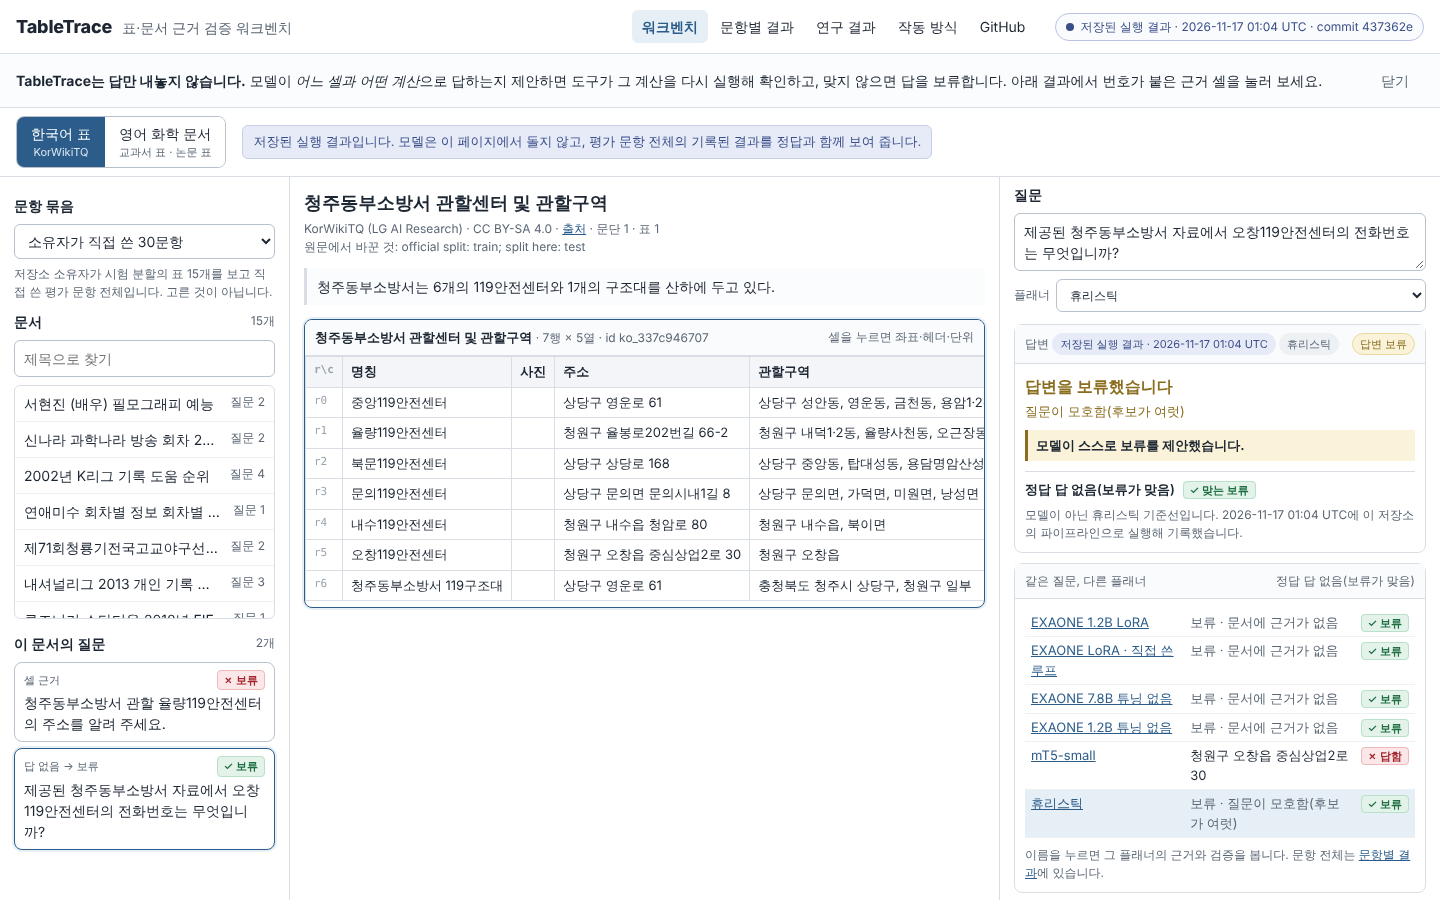 TableTrace 표·문서 근거 검증 워크벤치
워크벤치 문항별 결과 연구 결과 작동 방식 GitHub
저장된 실행 결과 · 2026-11-17 01:04 UTC · commit 437362e
TableTrace는 답만 내놓지 않습니다. 모델이 어느 셀과 어떤 계산으로 답하는지 제안하면 도구가 그 계산을 다시 실행해 확인하고, 맞지 않으면 답을 보류합니다. 아래 결과에서 번호가 붙은 근거 셀을 눌러 보세요.
닫기
한국어 표
KorWikiTQ
영어 화학 문서
교과서 표 · 논문 표
저장된 실행 결과입니다. 모델은 이 페이지에서 돌지 않고, 평가 문항 전체의 기록된 결과를 정답과 함께 보여 줍니다.
문항 묶음
소유자가 직접 쓴 30문항
저장소 소유자가 시험 분할의 표 15개를 보고 직
접 쓴 평가 문항 전체입니다. 고른 것이 아닙니다.
문서 15개
제목으로 찾기
서현진 (배우) 필모그래피 예능 질문 2
신나라 과학나라 방송 회차 2... 질문 2
2002년 K리그 기록 도움 순위 질문 4
연애미수 회차별 정보 회차별 ... 질문 1
제71회청룡기전국고교야구선... 질문 2
내셔널리그 2013 개인 기록 ... 질문 3
이 문서의 질문 2개
셀 근거 × 보류
청주동부소방서 관할 율량119안전센터
의 주소를 알려 주세요.
답 없음 → 보류 ✓ 보류
제공된 청주동부소방서 자료에서 오창
119안전센터의 전화번호는 무엇입니
까?
청주동부소방서 관할센터 및 관할구역
KorWikiTQ (LG AI Research) · CC BY-SA 4.0 · 출처 · 문단 1 · 표 1
원문에서 바꾼 것: official split: train; split here: test
청주동부소방서는 6개의 119안전센터와 1개의 구조대를 산하에 두고 있다.
청주동부소방서 관할센터 및 관할구역 · 7행 × 5열 · id ko_337c946707 셀을 누르면 좌표·헤더·단위
r\c 명칭 사진 주소 관할구역
r0 중앙119안전센터 상당구 영운로 61 상당구 성안동, 영운동, 금천동, 용암1·2
r1 율량119안전센터 청원구 율봉로202번길 66-2 청원구 내덕1·2동, 율량사천동, 오근장동
r2 북문119안전센터 상당구 상당로 168 상당구 중앙동, 탑대성동, 용담명암산성
r3 문의119안전센터 상당구 문의면 문의시내1길 8 상당구 문의면, 가덕면, 미원면, 낭성면
r4 내수119안전센터 청원구 내수읍 청암로 80 청원구 내수읍, 북이면
r5 오창119안전센터 청원구 오창읍 중심상업2로 30 청원구 오창읍
r6 청주동부소방서 119구조대 상당구 영운로 61 충청북도 청주시 상당구, 청원구 일부
질문
제공된 청주동부소방서 자료에서 오창119안전센터의 전화번호
는 무엇입니까?
플래너 휴리스틱
답변 저장된 실행 결과 · 2026-11-17 01:04 UTC 휴리스틱 답변 보류
답변을 보류했습니다
질문이 모호함(후보가 여럿)
모델이 스스로 보류를 제안했습니다.
정답 답 없음(보류가 맞음) ✓ 맞는 보류
모델이 아닌 휴리스틱 기준선입니다. 2026-11-17 01:04 UTC에 이 저장소
의 파이프라인으로 실행해 기록했습니다.
같은 질문, 다른 플래너 정답 답 없음(보류가 맞음)
EXAONE 1.2B LoRA 보류 · 문서에 근거가 없음 ✓ 보류
EXAONE LoRA · 직접 쓴 보류 · 문서에 근거가 없음 ✓ 보류
루프
EXAONE 7.8B 튜닝 없음 보류 · 문서에 근거가 없음 ✓ 보류
EXAONE 1.2B 튜닝 없음 보류 · 문서에 근거가 없음 ✓ 보류
mT5-small 청원구 오창읍 중심상업2로 × 답함
30
휴리스틱 보류 · 질문이 모호함(후보 ✓ 보류
가 여럿)
이름을 누르면 그 플래너의 근거와 검증을 봅니다. 문항 전체는 문항별 결
과에 있습니다.